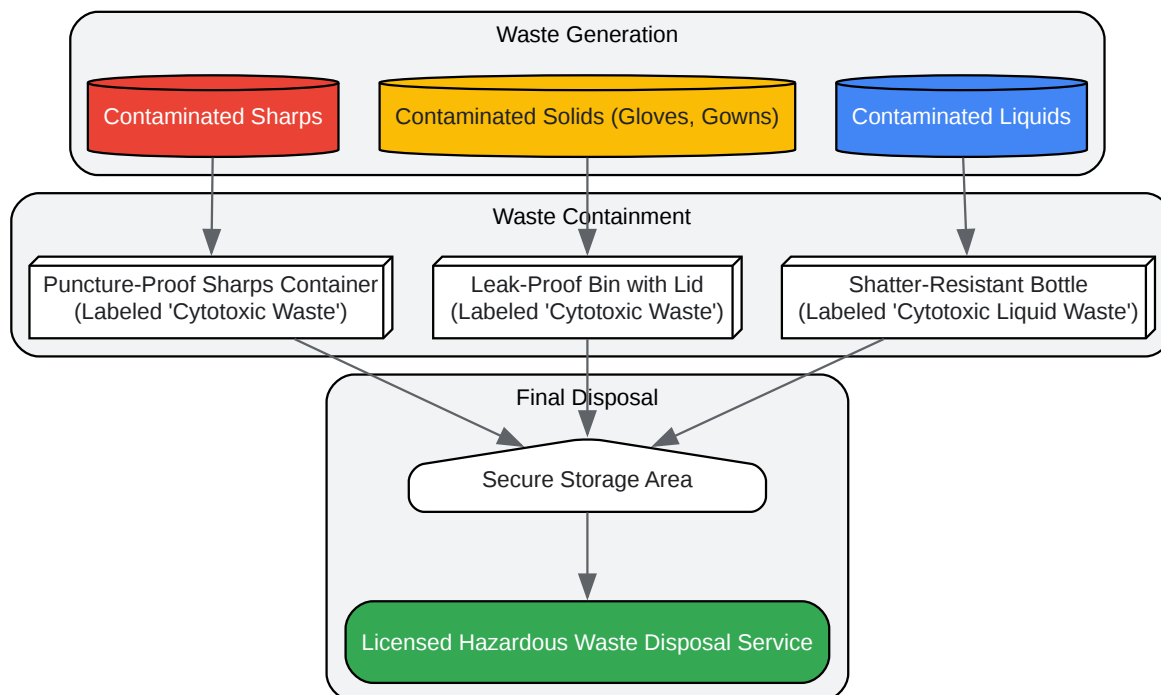 Waste Generation
Contaminated Sharps
Contaminated Solids (Gloves, Gowns)
Contaminated Liquids
Waste Containment
Puncture-Proof Sharps Container
(Labeled 'Cytotoxic Waste')
Leak-Proof Bin with Lid
(Labeled 'Cytotoxic Waste')
Shatter-Resistant Bottle
(Labeled 'Cytotoxic Liquid Waste')
Final Disposal
Secure Storage Area
Licensed Hazardous Waste Disposal Service